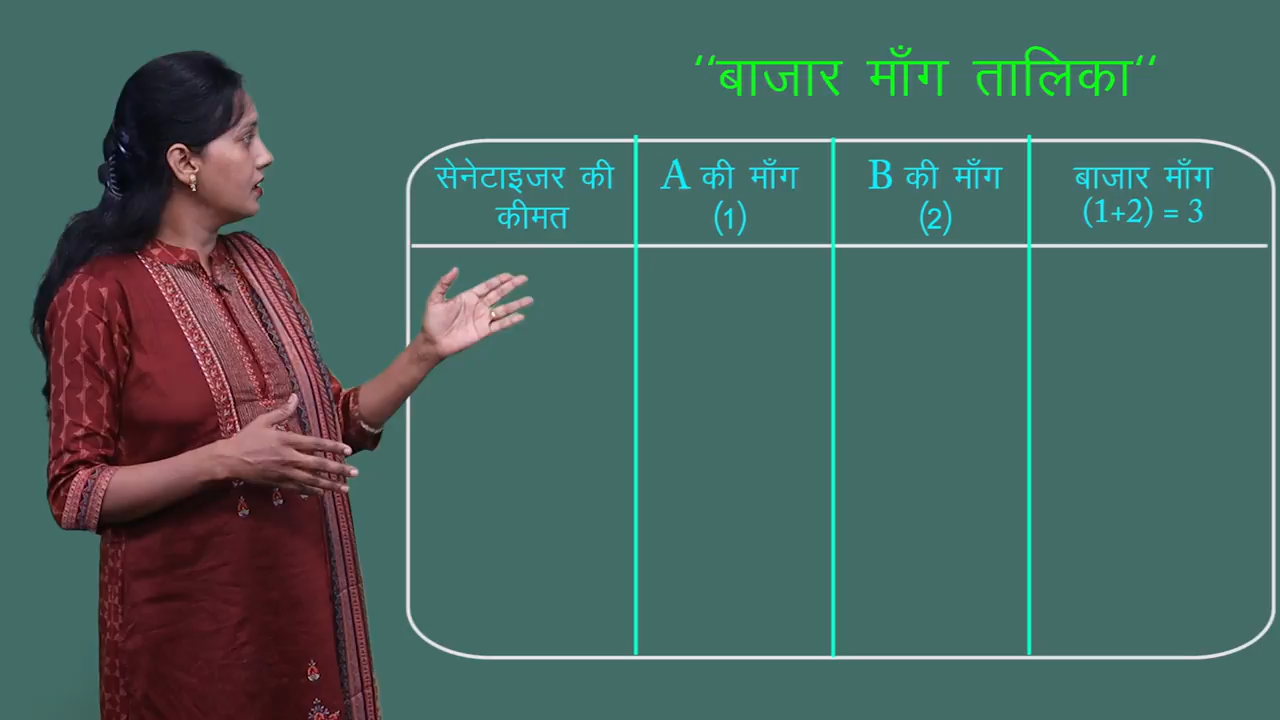 ‘‘बाजार माँग तालिका‘‘
सेनेटाइजर की
कीमत
A की माँग
(1)
B की माँग
(2)
बाजार माँग
(1+2) = 3